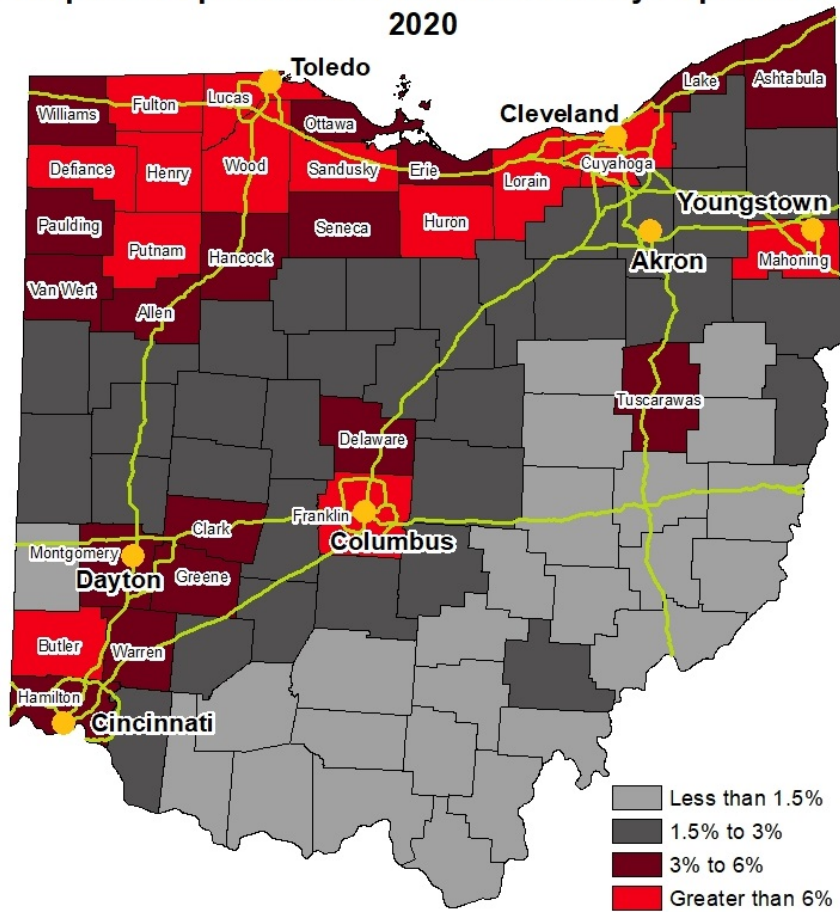 2020
Toledo
Lake
Ashtabula
Williams
Fulton
Lucas
Ottawa
Cleveland
Defiance
Henry
Wood
Sandusky
Erie
Lorain
Cuyahoga
Paulding
Putnam
Hancock
Seneca
Huron
Youngstown
Akron
Mahoning
Van Wert
Allen
Tuscarawas
Delaware
Franklin
Columbus
Clark
Montgomery
Dayton
Greene
Butler
Warren
Hamilton
Cincinnati
Less than 1.5%
1.5% to 3%
3% to 6%
Greater than 6%